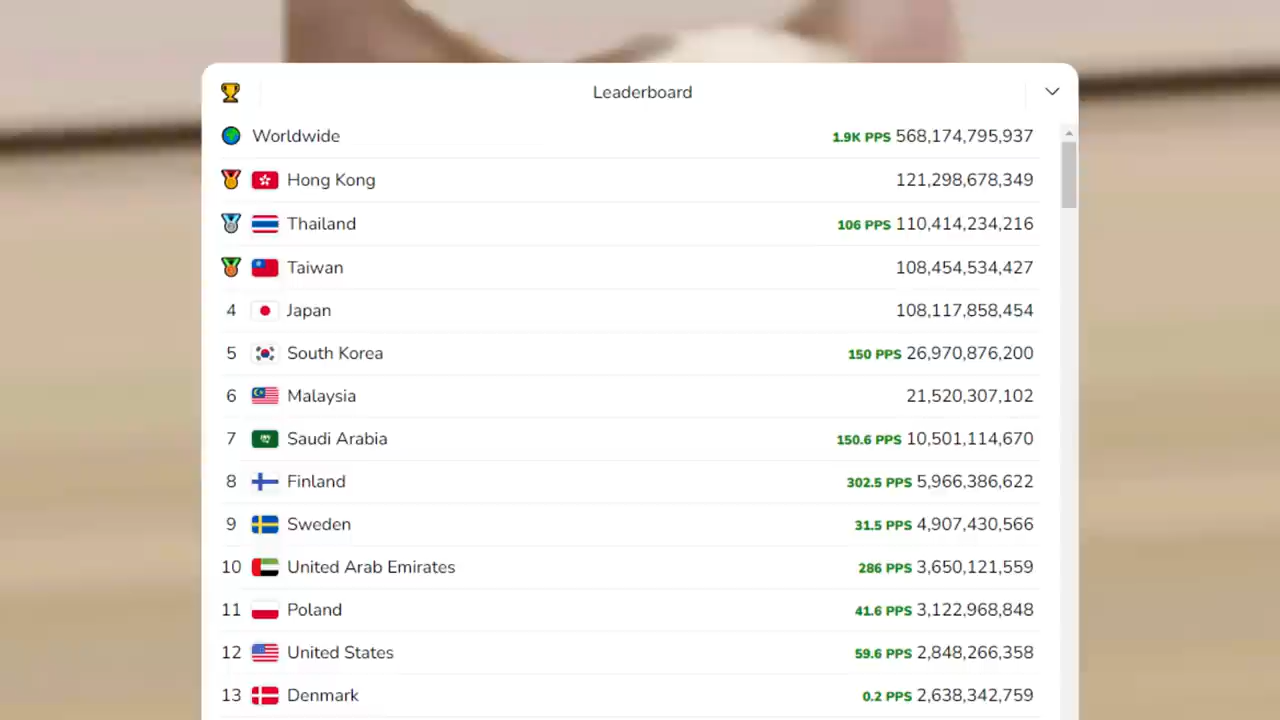 Leaderboard
Worldwide 1.9K PPS 568,174,795,937
Hong Kong 121,298,678,349
Thailand 106 PPS 110,414,234,216
Taiwan 108,454,534,427
4 Japan 108,117,858,454
5 South Korea 150 PPS 26,970,876,200
6 Malaysia 21,520,307,102
7 Saudi Arabia 150.6 PPS 10,501,114,670
8 Finland 302.5 PPS 5,966,386,622
9 Sweden 31.5 PPS 4,907,430,566
10 United Arab Emirates 286 PPS 3,650,121,559
11 Poland 41.6 PPS 3,122,968,848
12 United States 59.6 PPS 2,848,266,358
13 Denmark 0.2 PPS 2,638,342,759